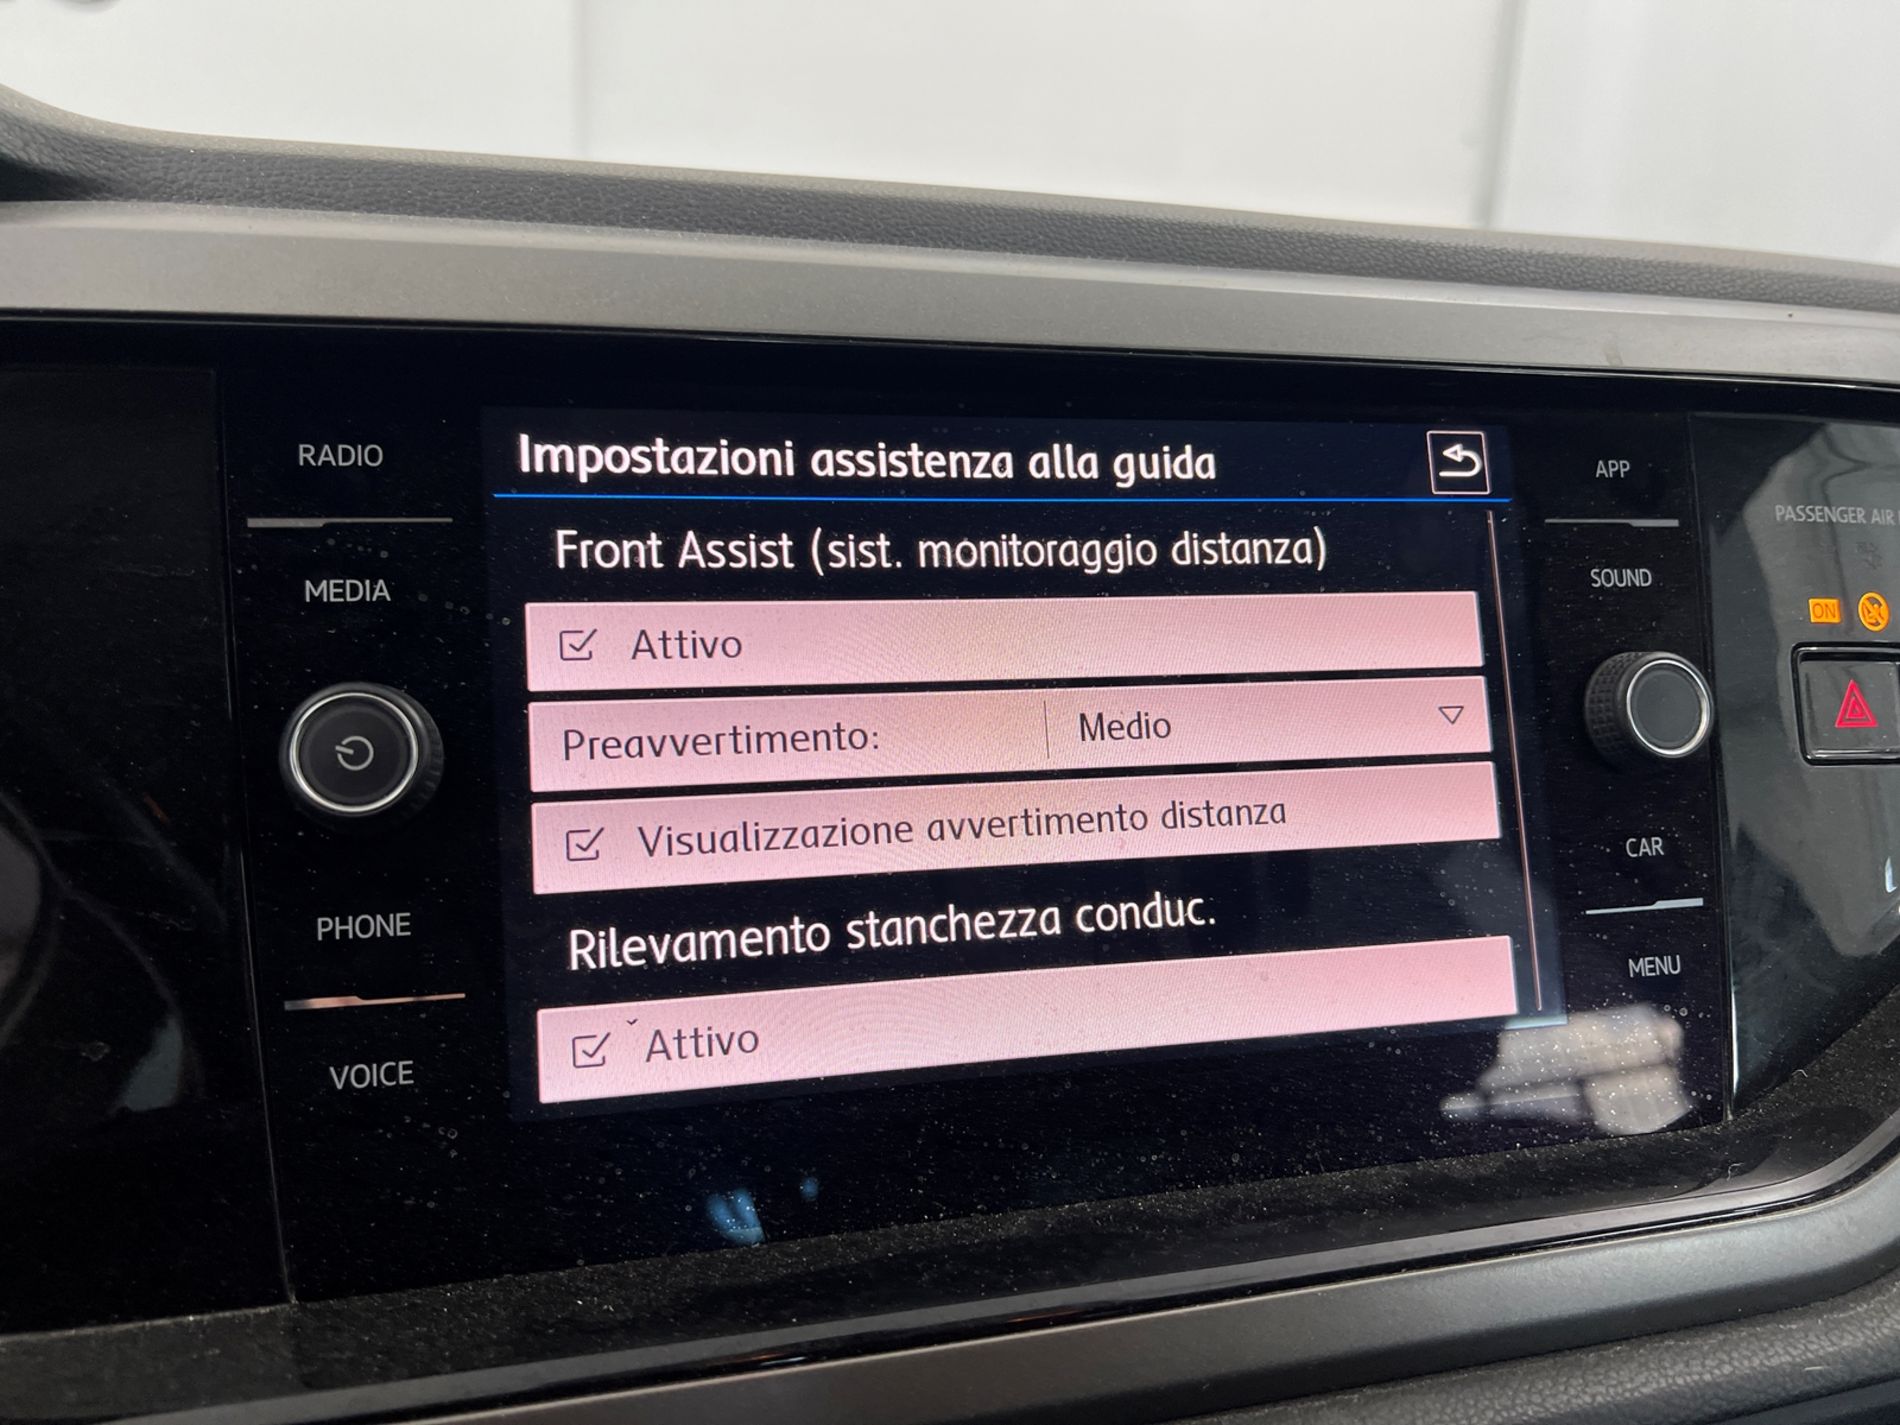 RADIO
MEDIA
PHONE
VOICE
Impostazioni assistenza alla guida
Front Assist (sist. monitoraggio distanza)
Attivo
Preavvertimento: Medio
Visualizzazione avvertimento distanza
Rilevamento stanchezza conduc.
Attivo
APP
SOUND
CAR
MENU
PASSENGER AIR
ON